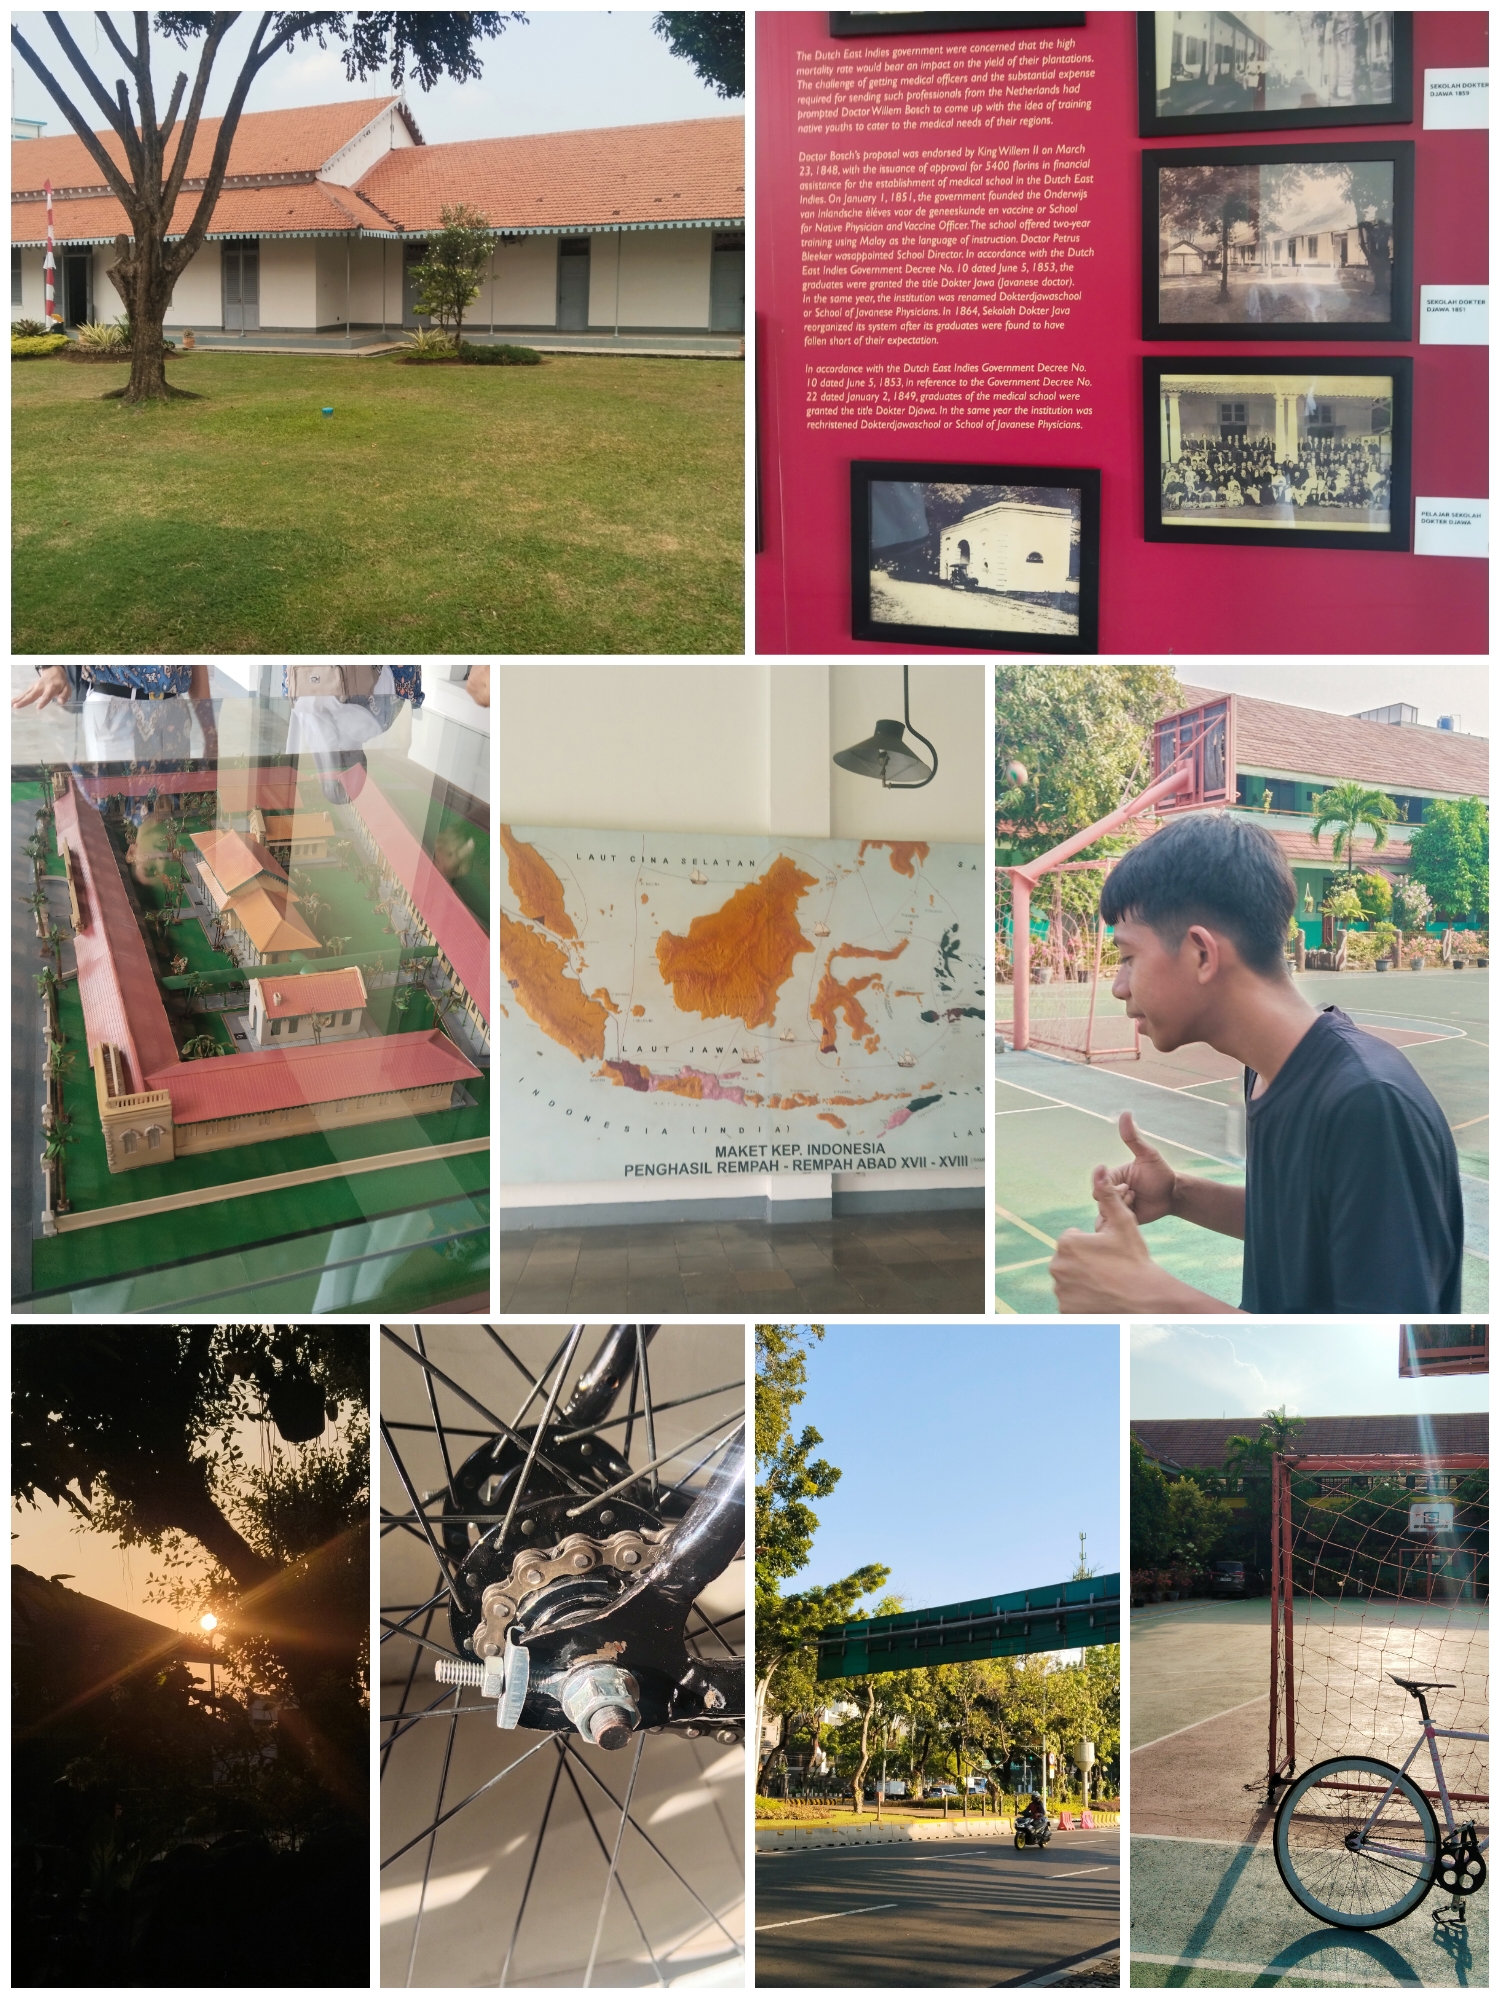 The Dutch East Indies government were concerned that the high
mortality rate would bear an impact on the yield of their plantations.
The challenge of getting medical officers and the substantial expense
required for sending such professionals from the Netherlands had
prompted Doctor Willem Bosch to come up with the idea of training
native youths to cater to the medical needs of their regions.
Doctor Bosch's proposal was endorsed by King Willem II on March
23, 1848, with the issuance of approval for 5400 florins in financial
assistance for the establishment of medical school in the Dutch East
Indies. On January 1, 1851, the government founded the Onderwijs
van Inlandsche éléves voor de geneeskunde en vaccine or School
for Native Physician and Vaccine Officer. The school offered two-year
training using Malay as the language of instruction. Doctor Petrus
Bleeker wasappointed School Director. In accordance with the Dutch
East Indies Government Decree No. 10 dated June 5, 1853, the
graduates were granted the title Dokter Jawa (Javanese doctor).
In the same year, the institution was renamed Dokterdjawaschool
or School of Javanese Physicians. In 1864, Sekolah Dokter Java
reorganized its system after its graduates were found to have
fallen short of their expectation.
In accordance with the Dutch East Indies Government Decree No.
10 dated June 5, 1853, in reference to the Government Decree No.
22 dated January 2, 1849, graduates of the medical school were
granted the title Dokter Djawa. In the same year the institution was
rechristened Dokterdjawaschool or School of Javanese Physicians.
SEKOLAH DOKTER
DJAWA 1859
SEKOLAH DOKTER
DJAWA 1851
PELAJAR SEKOLAH
DOKTER DJAWA
LAUT CINA SELATAN
SA
LAUT JAWA
INDONESIA (INDIA)
LAU
MAKET KEP. INDONESIA
PENGHASIL REMPAH - REMPAH ABAD XVII - XVIII